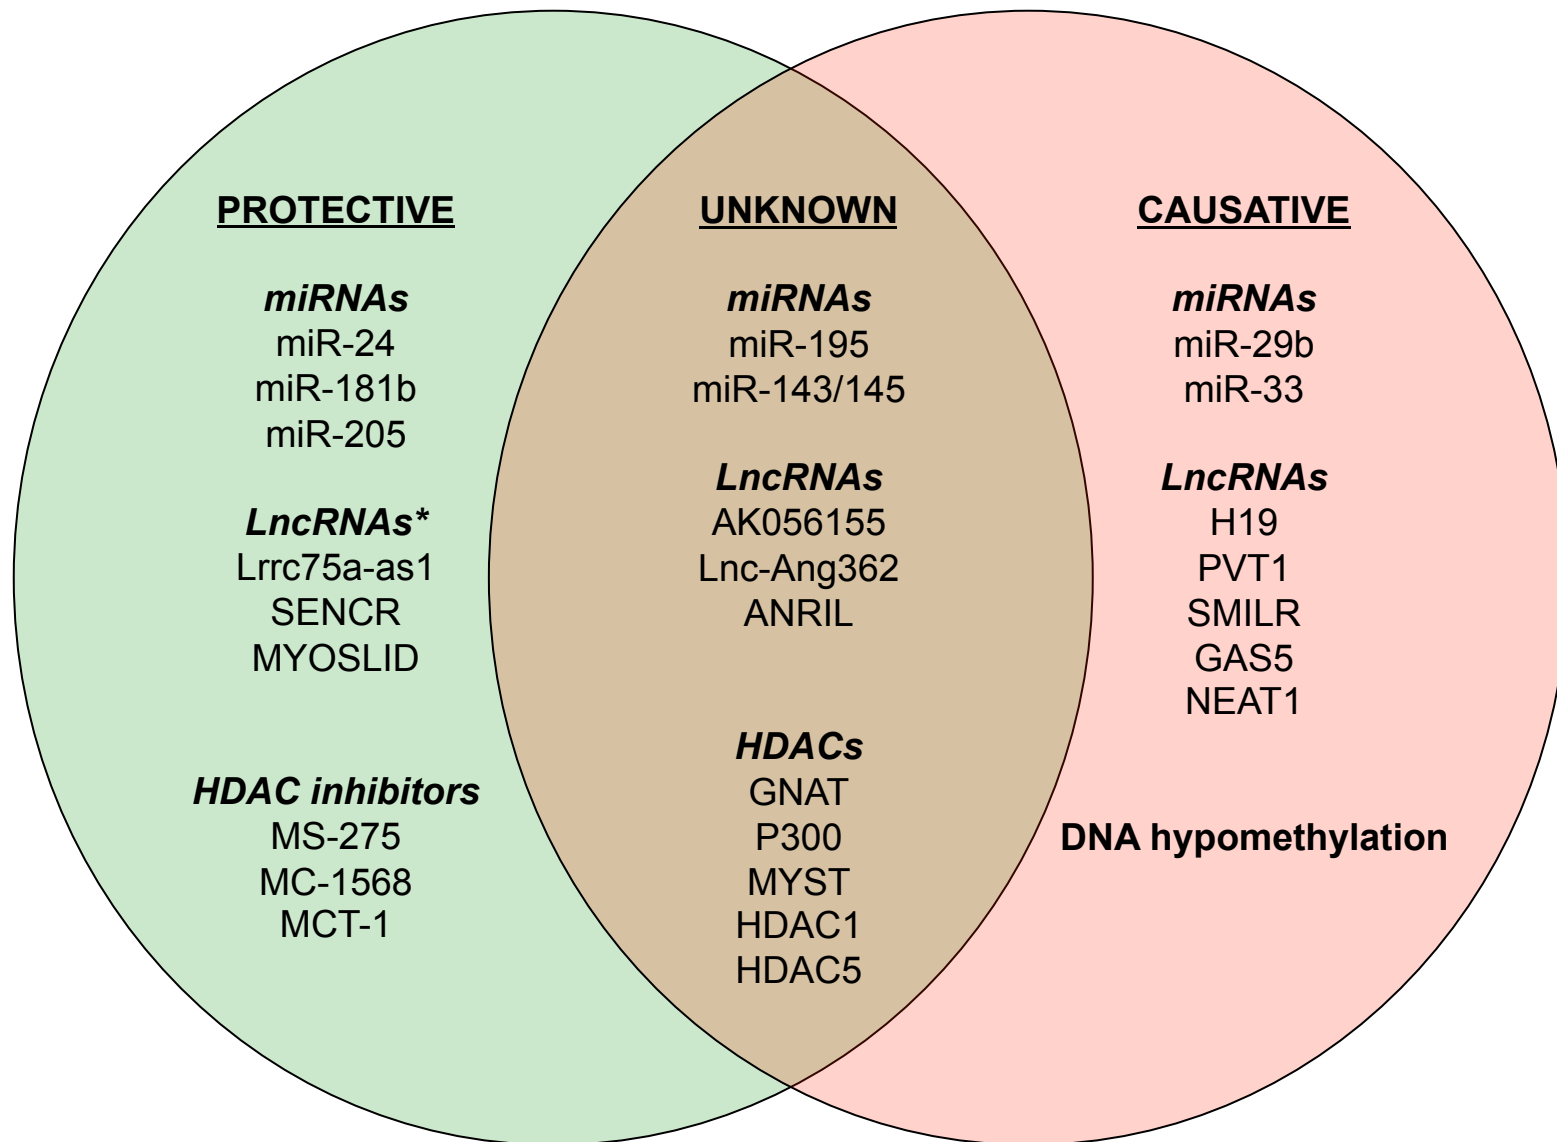 PROTECTIVE
miRNAs
miR-24
miR-181b
miR-205
LncRNAs*
Lrrc75a-as1
SENCR
MYOSLID
HDAC inhibitors
MS-275
MC-1568
MCT-1
UNKNOWN
miRNAs
miR-195
miR-143/145
LncRNAs
AK056155
Lnc-Ang362
ANRIL
HDACs
GNAT
P300
MYST
HDAC1
HDAC5
CAUSATIVE
miRNAs
miR-29b
miR-33
LncRNAs
H19
PVT1
SMILR
GAS5
NEAT1
DNA hypomethylation